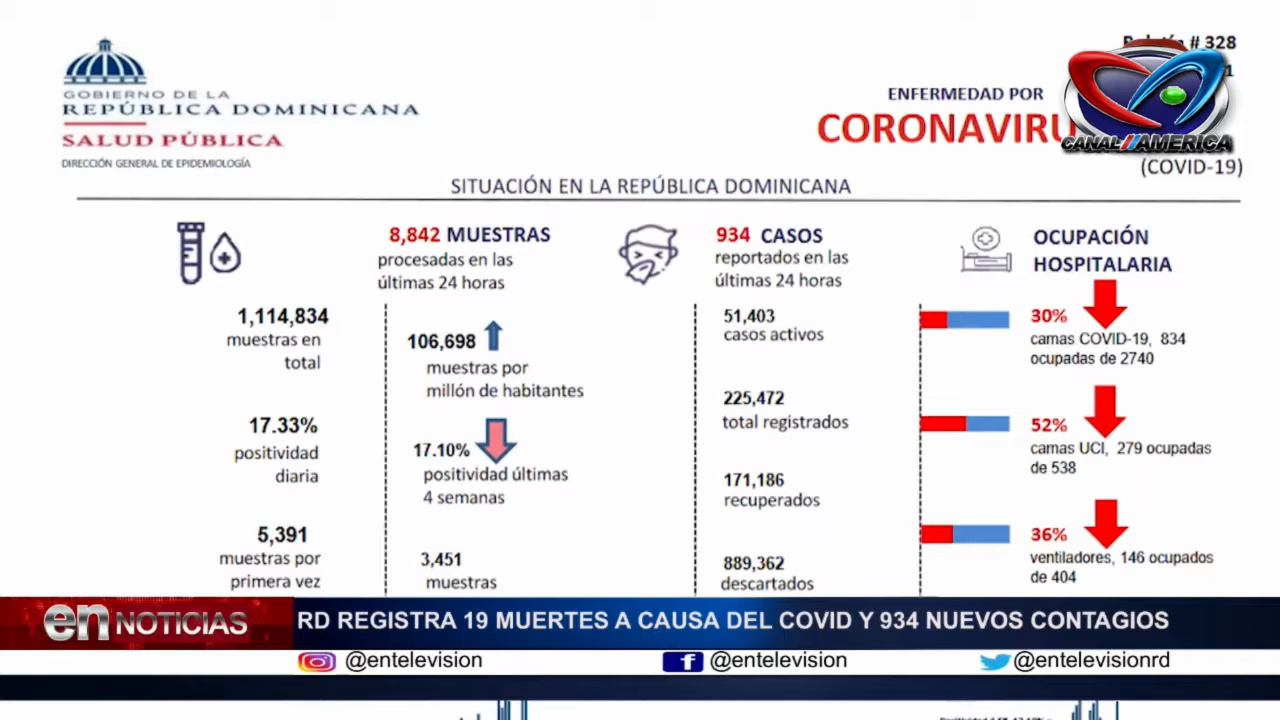 GOBIERNO DE LA
REPÚBLICA DOMINICANA
SALUD PÚBLICA
DIRECCIÓN GENERAL DE EPIDEMIOLOGÍA
# 328
ENFERMEDAD POR
CANAL AMERICA
(COVID-19)
SITUACIÓN EN LA REPÚBLICA DOMINICANA
8,842 MUESTRAS
procesadas en las
últimas 24 horas
934 CASOS
reportados en las
últimas 24 horas
OCUPACIÓN
HOSPITALARIA
1,114,834
muestras en
total
17.33%
positividad
diaria
5,391
muestras por
primera vez
106,698
muestras por
millón de habitantes
17.10%
positividad últimas
4 semanas
3,451
muestras
51,403
casos activos
225,472
total registrados
171,186
recuperados
889,362
descartados
30%
camas COVID-19, 834
ocupadas de 2740
52%
camas UCI, 279 ocupadas
de 538
36%
ventiladores, 146 ocupados
de 404
en NOTICIAS
RD REGISTRA 19 MUERTES A CAUSA DEL COVID Y 934 NUEVOS CONTAGIOS
@entelevision
@entelevision
@entelevisionrd